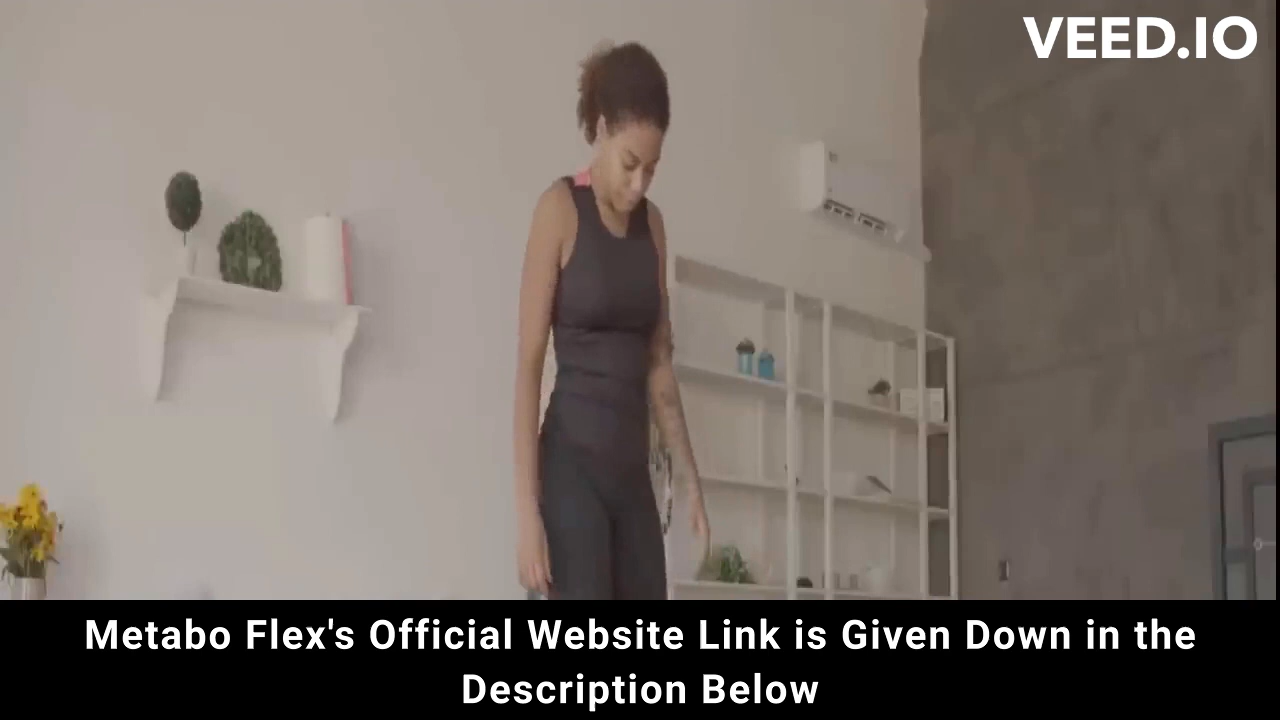 VEED.IO
Metabo Flex's Official Website Link is Given Down in the
Description Below